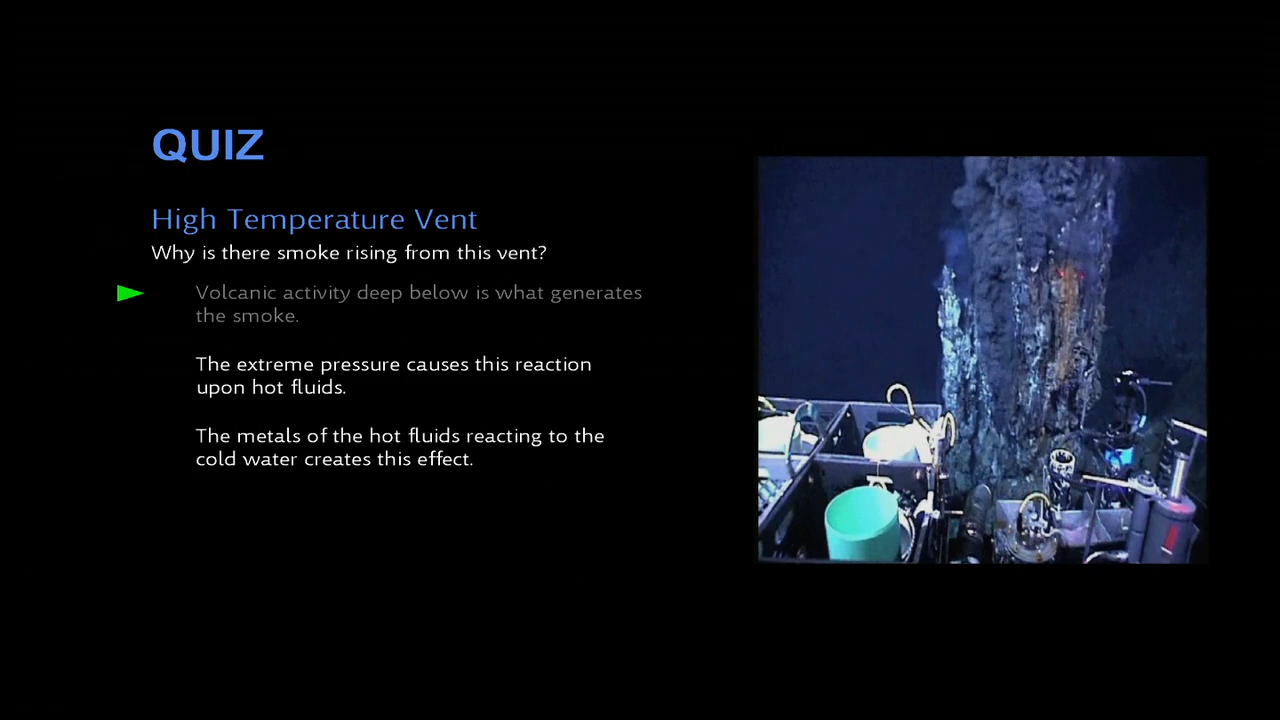 QUIZ
High Temperature Vent
Why is there smoke rising from this vent?
Volcanic activity deep below is what generates
the smoke.
The extreme pressure causes this reaction
upon hot fluids.
The metals of the hot fluids reacting to the
cold water creates this effect.